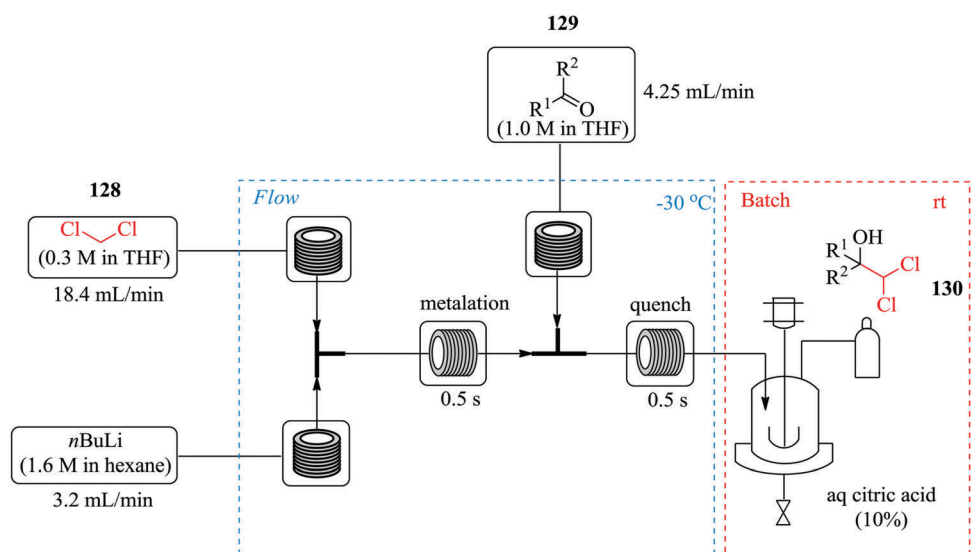 129
R²
R¹
O
(1.0 M in THF)
4.25 mL/min
128
Cl
Cl
(0.3 M in THF)
18.4 mL/min
Flow
-30 °C
Batch
rt
OH
R¹
R²
Cl
Cl
130
metalation
0.5 s
quench
0.5 s
nBuLi
(1.6 M in hexane)
3.2 mL/min
aq citric acid
(10%)